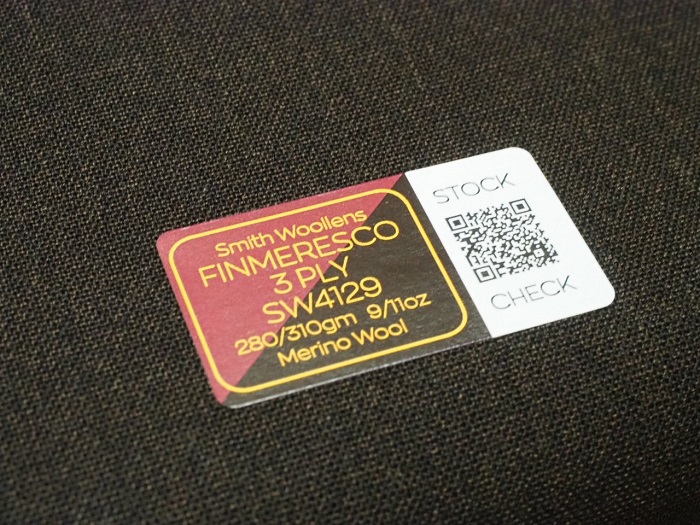 Smith Woollens
FINMERESCO
3 PLY
SW4129
280/310gm 9/11oz
Merino Wool
STOCK
CHECK